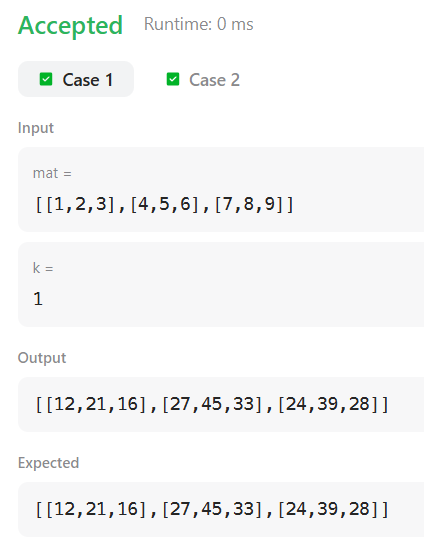 Accepted Runtime: 0 ms
Case 1 Case 2
Input
mat =
[[1,2,3],[4,5,6],[7,8,9]]
k =
1
Output
[[12,21,16],[27,45,33],[24,39,28]]
Expected
[[12,21,16],[27,45,33],[24,39,28]]